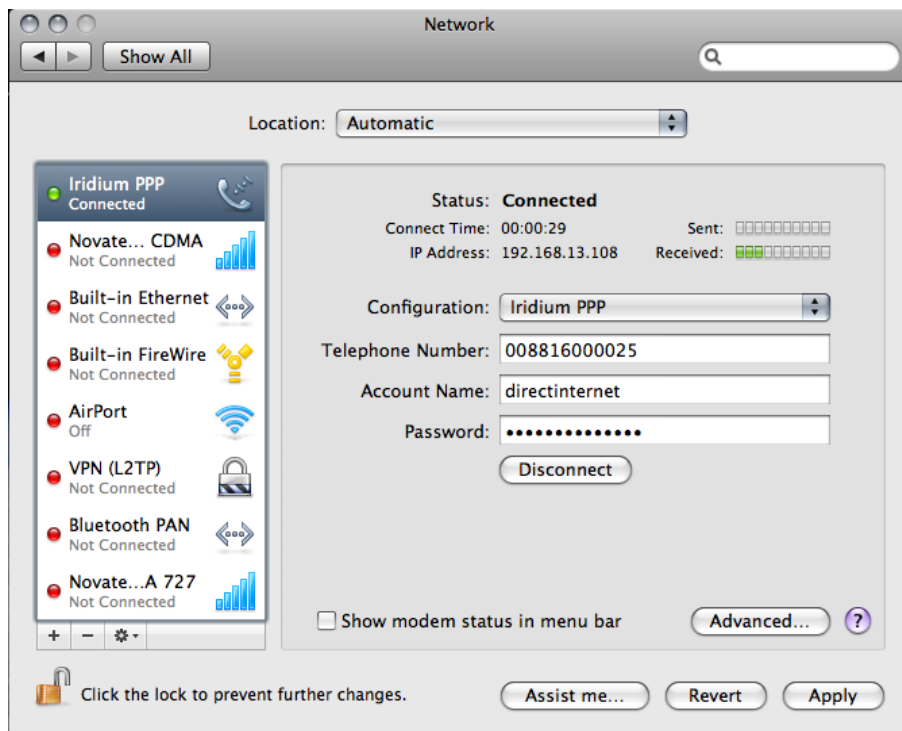 Network
Show All
Location: Automatic
Iridium PPP
Connected
Novate... CDMA
Not Connected
Built-in Ethernet
Not Connected
Built-in FireWire
Not Connected
AirPort
Off
VPN (L2TP)
Not Connected
Bluetooth PAN
Not Connected
Novate...A 727
Not Connected
Status: Connected
Connect Time: 00:00:29 Sent:
IP Address: 192.168.13.108 Received:
Configuration: Iridium PPP
Telephone Number: 008816000025
Account Name: directinternet
Password: ••••••••••••••
Disconnect
Show modem status in menu bar
Advanced... ?
Click the lock to prevent further changes.
Assist me... Revert Apply